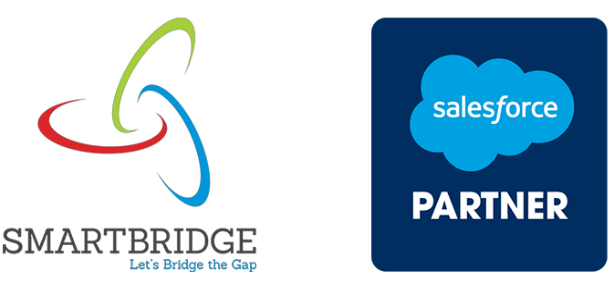 SMARTBRIDGE
Let's Bridge the Gap
salesforce
PARTNER